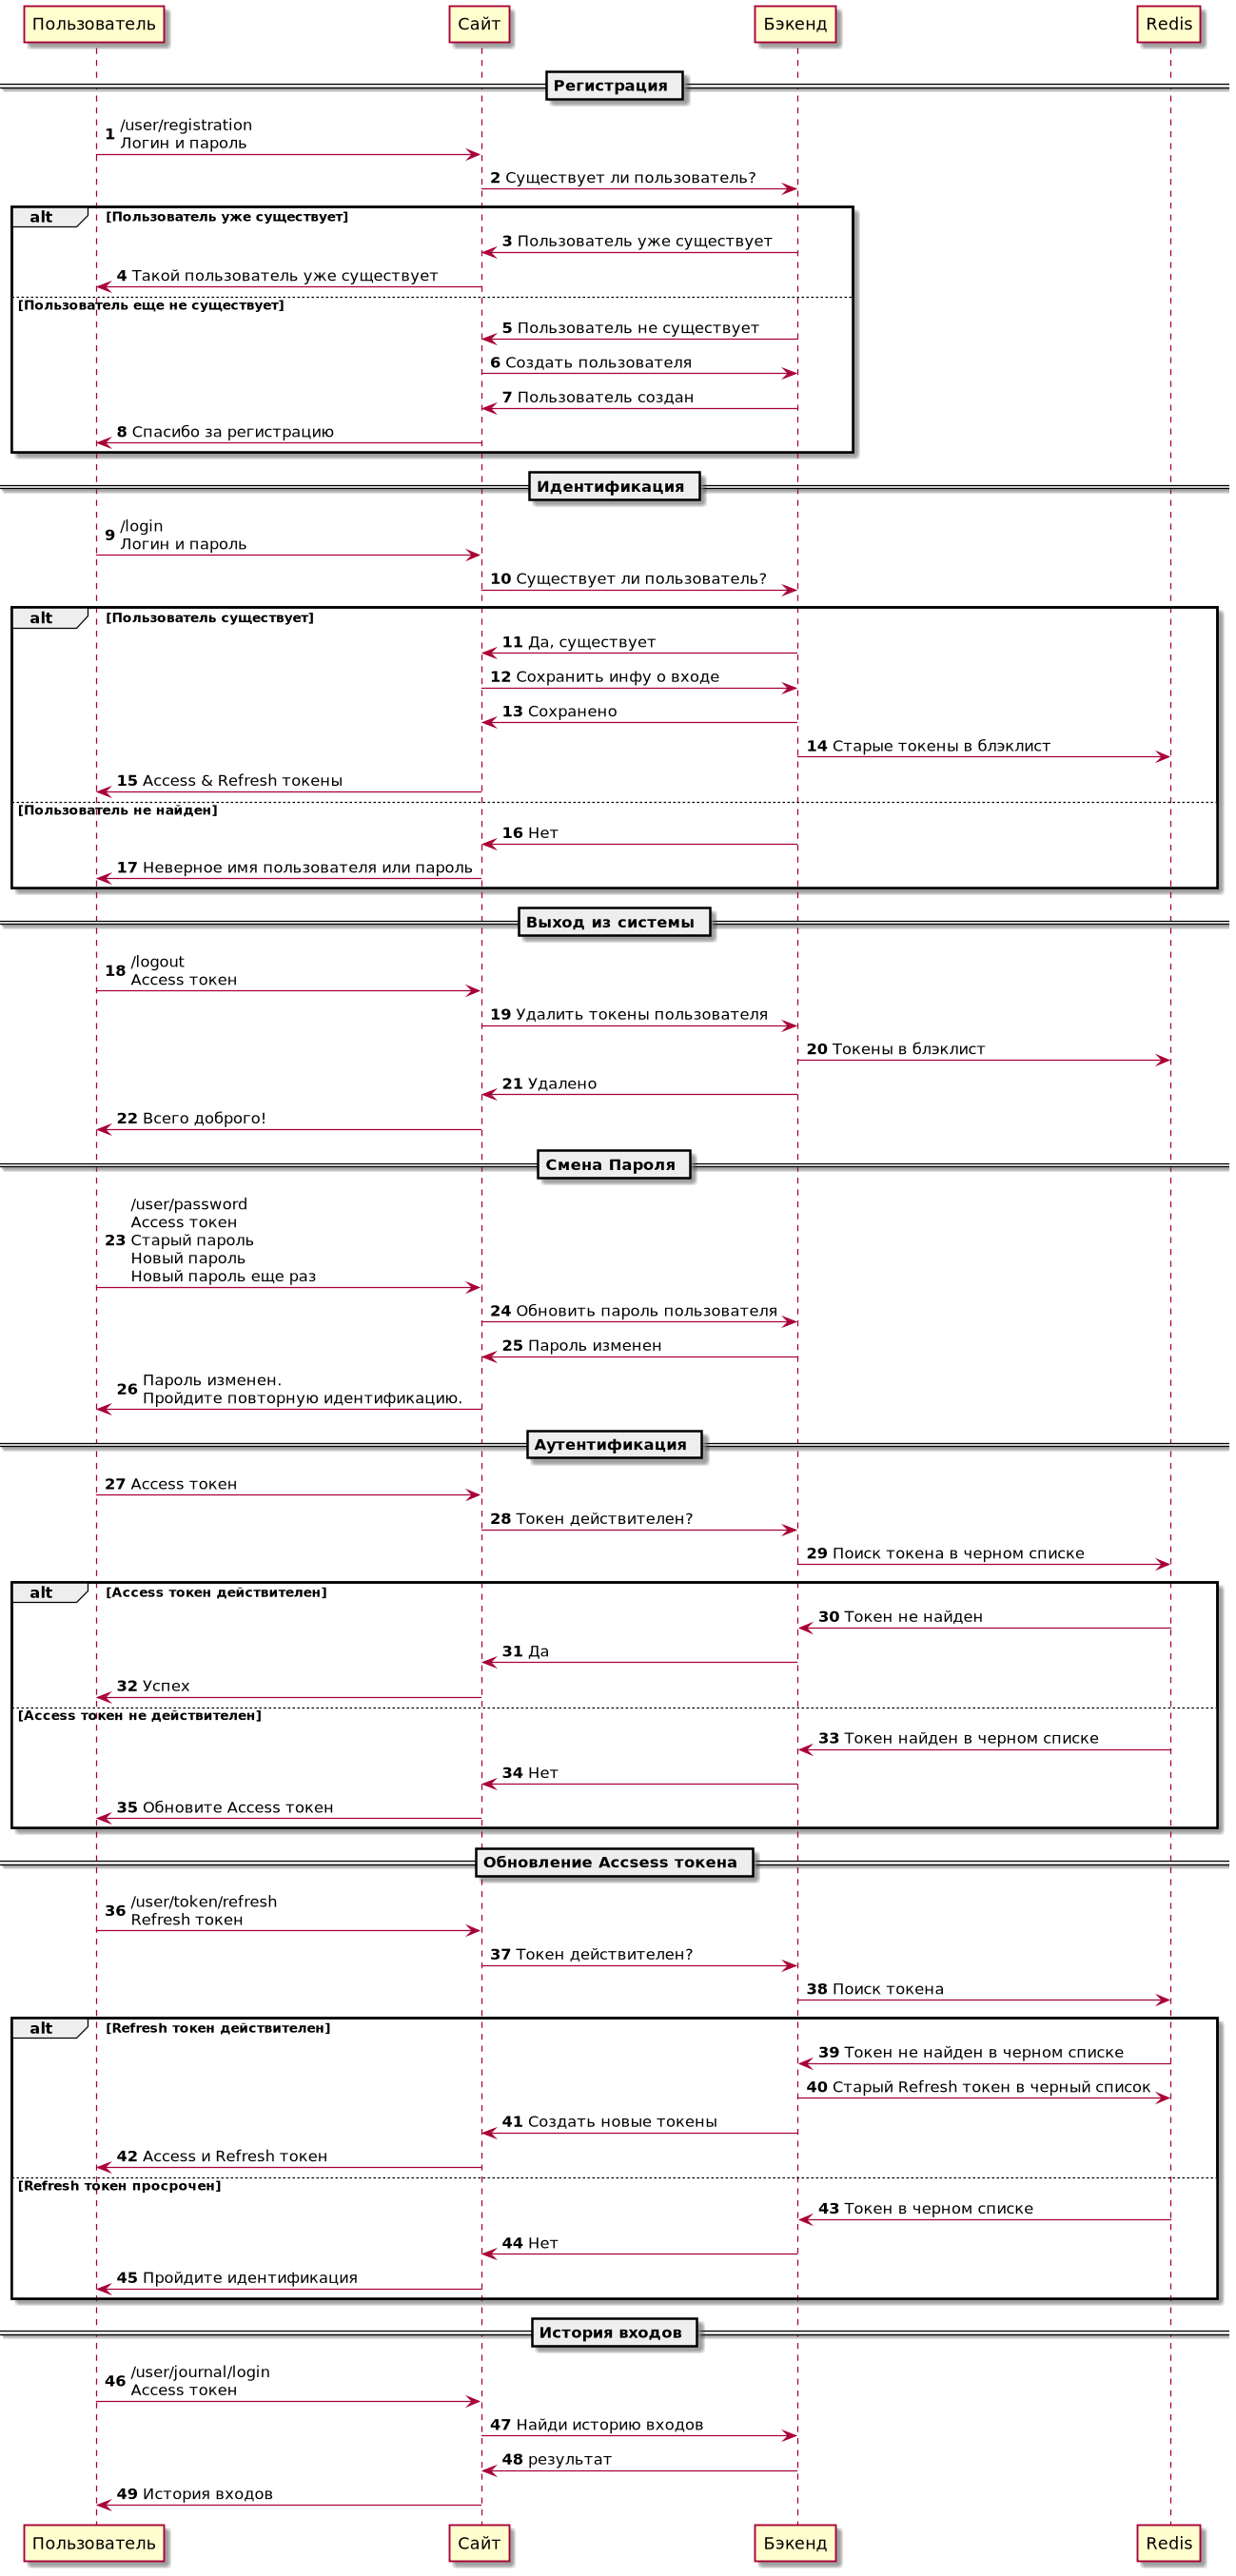 Пользователь
Сайт
Бэкенд
Redis
Регистрация
1 /user/registration
Логин и пароль
2 Существует ли пользователь?
alt [Пользователь уже существует]
3 Пользователь уже существует
4 Такой пользователь уже существует
[Пользователь еще не существует]
5 Пользователь не существует
6 Создать пользователя
7 Пользователь создан
8 Спасибо за регистрацию
Идентификация
9 /login
Логин и пароль
10 Существует ли пользователь?
alt [Пользователь существует]
11 Да, существует
12 Сохранить инфу о входе
13 Сохранено
14 Старые токены в блэклист
15 Access & Refresh токены
[Пользователь не найден]
16 Нет
17 Неверное имя пользователя или пароль
Выход из системы
18 /logout
Access токен
19 Удалить токены пользователя
20 Токены в блэклист
21 Удалено
22 Всего доброго!
Смена Пароля
/user/password
Access токен
23 Старый пароль
Новый пароль
Новый пароль еще раз
24 Обновить пароль пользователя
25 Пароль изменен
26 Пароль изменен.
Пройдите повторную идентификацию.
Аутентификация
27 Access токен
28 Токен действителен?
29 Поиск токена в черном списке
alt [Access токен действителен]
30 Токен не найден
31 Да
32 Успех
[Access токен не действителен]
33 Токен найден в черном списке
34 Нет
35 Обновите Access токен
Обновление Accsess токена
36 /user/token/refresh
Refresh токен
37 Токен действителен?
38 Поиск токена
alt [Refresh токен действителен]
39 Токен не найден в черном списке
40 Старый Refresh токен в черный список
41 Создать новые токены
42 Access и Refresh токен
[Refresh токен просрочен]
43 Токен в черном списке
44 Нет
45 Пройдите идентификация
История входов
46 /user/journal/login
Access токен
47 Найди историю входов
48 результат
49 История входов
Пользователь
Сайт
Бэкенд
Redis